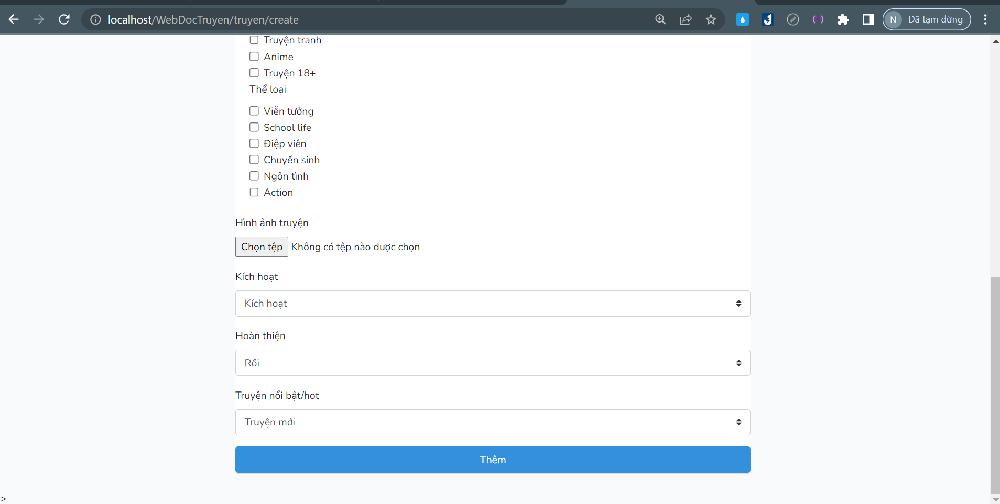 localhost/WebDocTruyen/truyen/create
N Đã tạm dừng
Truyện tranh
Anime
Truyện 18+
Thể loại
Viễn tưởng
School life
Điệp viên
Chuyển sinh
Ngôn tình
Action
Hình ảnh truyện
Chọn tệp Không có tệp nào được chọn
Kích hoạt
Kích hoạt
Hoàn thiện
Rồi
Truyện nổi bật/hot
Truyện mới
Thêm
>